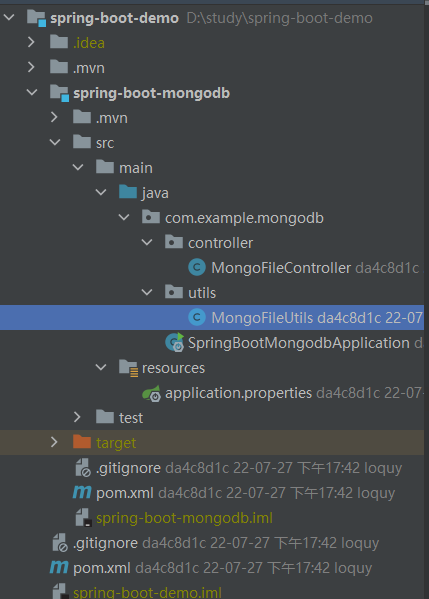 spring-boot-demo D:\study\spring-boot-demo
.idea
.mvn
spring-boot-mongodb
.mvn
src
main
java
com.example.mongodb
controller
MongoFileController da4c8d1c
utils
MongoFileUtils da4c8d1c 22-07
SpringBootMongodbApplication da
resources
application.properties da4c8d1c 22-07-
test
target
.gitignore da4c8d1c 22-07-27 下午17:42 loquy
pom.xml da4c8d1c 22-07-27 下午17:42 loquy
spring-boot-mongodb.iml
.gitignore da4c8d1c 22-07-27 下午17:42 loquy
pom.xml da4c8d1c 22-07-27 下午17:42 loquy
spring-boot-demo.iml